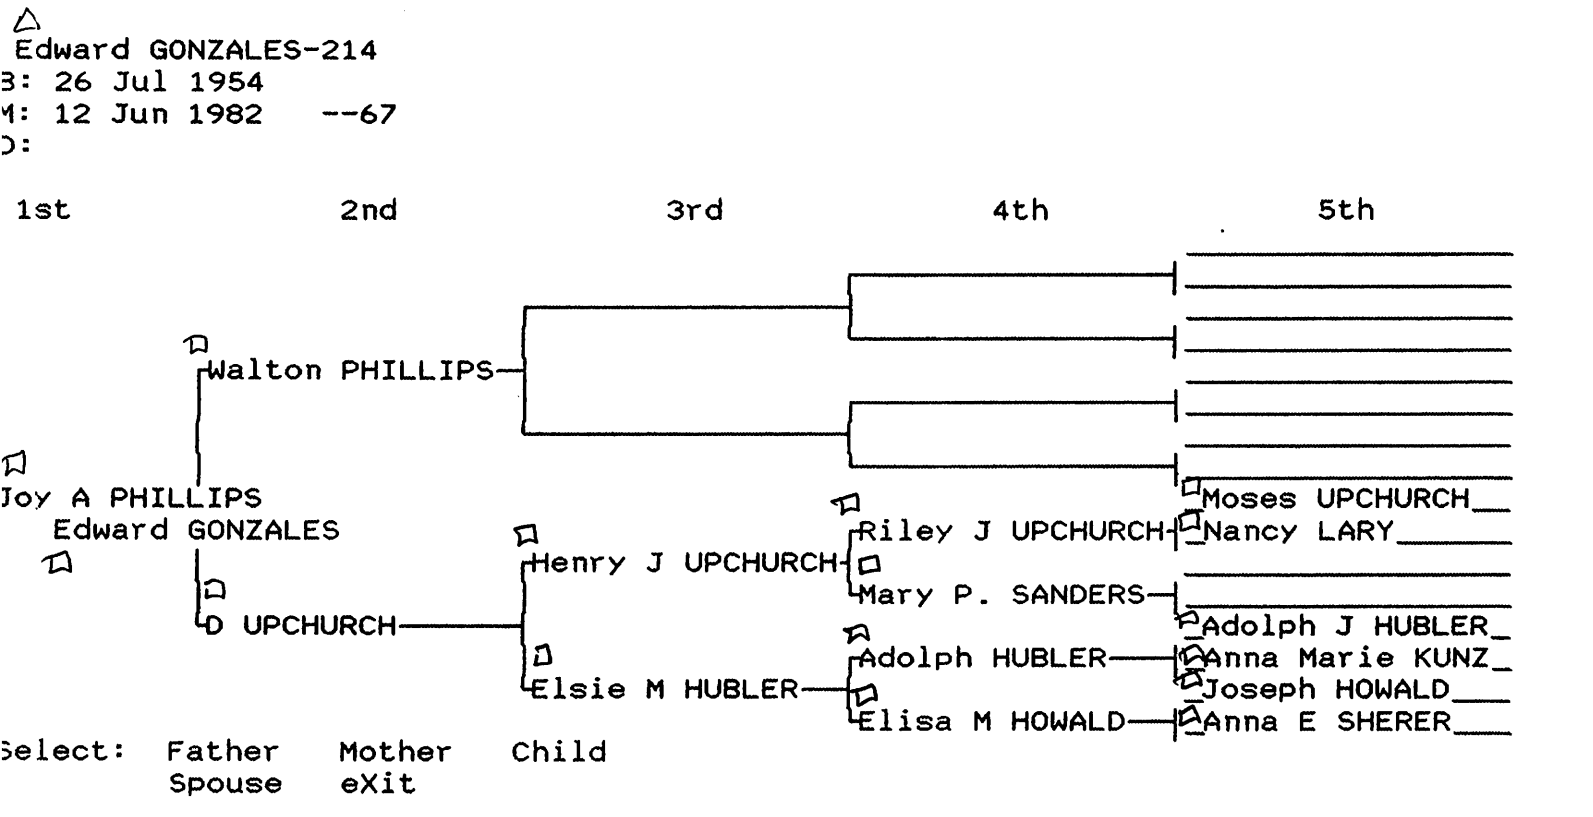 Edward GONZALES-214
B: 26 Jul 1954
M: 12 Jun 1982 --67
D:
1st 2nd 3rd 4th 5th
Walton PHILLIPS
Joy A PHILLIPS
Moses UPCHURCH
Edward GONZALES
Riley J UPCHURCH
Nancy LARY
Henry J UPCHURCH
Mary P. SANDERS
D UPCHURCH
Adolph J HUBLER
Adolph HUBLER
Anna Marie KUNZ
Elsie M HUBLER
Joseph HOWALD
Elisa M HOWALD
Anna E SHERER
Select: Father Mother Child
Spouse eXit